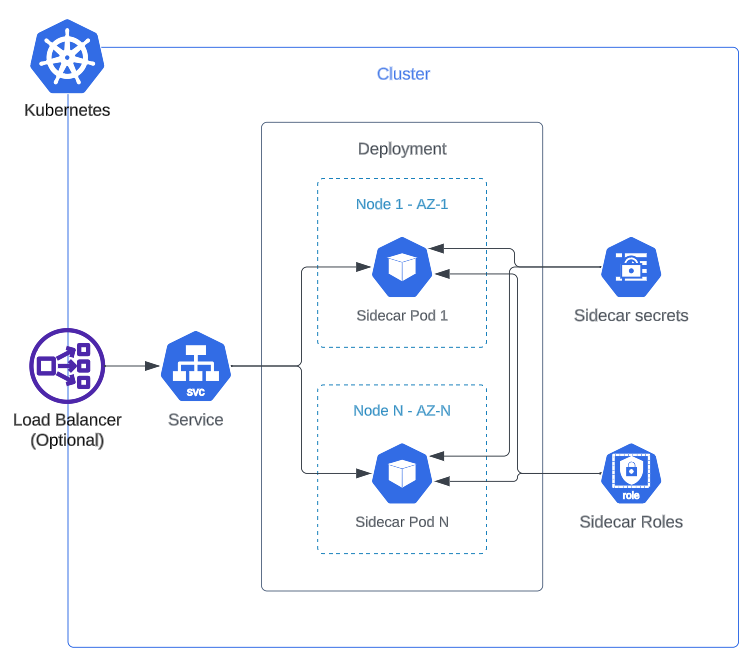 Cluster
Kubernetes
Deployment
Node 1 - AZ-1
Sidecar Pod 1
Sidecar secrets
svc
Load Balancer
(Optional)
Service
Node N - AZ-N
Sidecar Pod N
role
Sidecar Roles